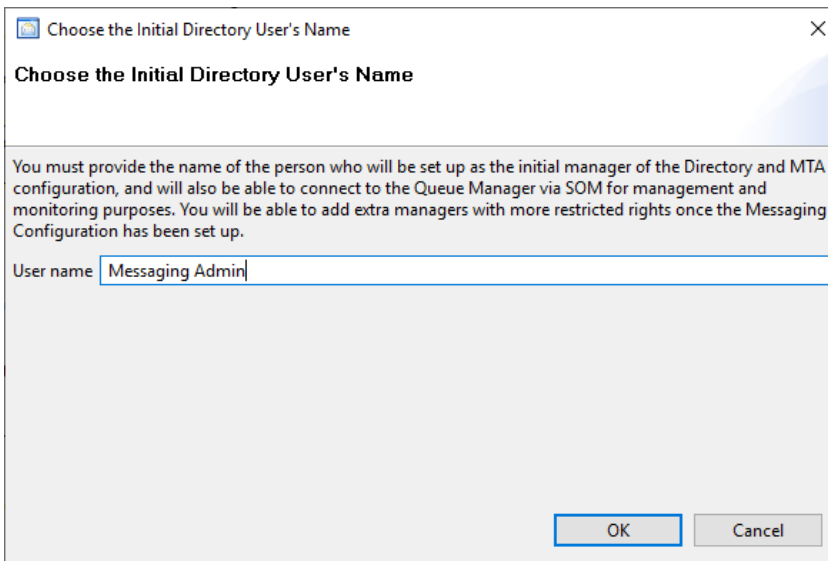 Choose the Initial Directory User's Name
Choose the Initial Directory User's Name
You must provide the name of the person who will be set up as the initial manager of the Directory and MTA
configuration, and will also be able to connect to the Queue Manager via SOM for management and
monitoring purposes. You will be able to add extra managers with more restricted rights once the Messaging
Configuration has been set up.
User name Messaging Admin
OK Cancel